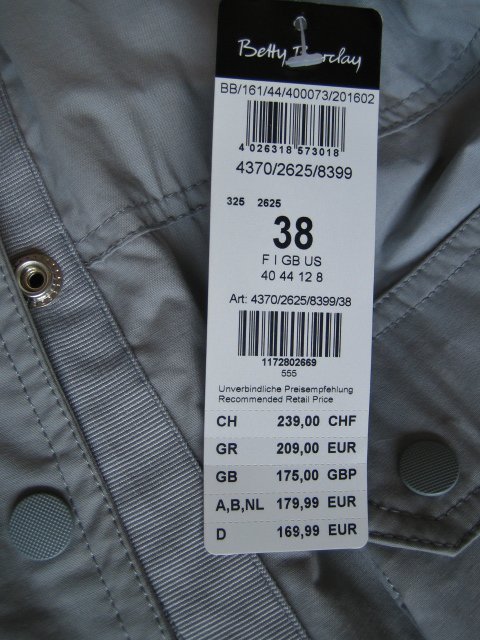 Betty Barclay
BB/161/44/400073/201602
4 026318 573018
4370/2625/8399
325 2625
38
F I GB US
40 44 12 8
Art: 4370/2625/8399/38
1172802669
555
Unverbindliche Preisempfehlung
Recommended Retail Price
CH 239,00 CHF
GR 209,00 EUR
GB 175,00 GBP
A,B,NL 179,99 EUR
D 169,99 EUR